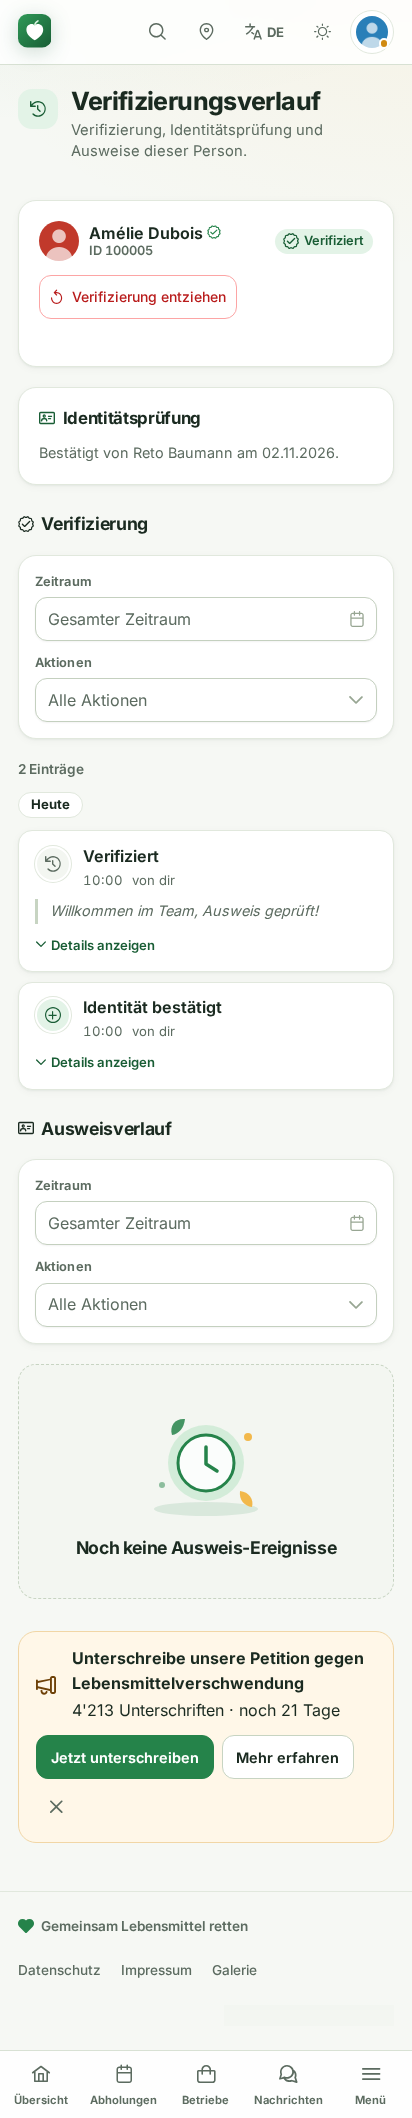 DE
Verifizierungsverlauf
Verifizierung, Identitätsprüfung und
Ausweise dieser Person.
Amélie Dubois
ID 100005
Verifiziert
Verifizierung entziehen
Identitätsprüfung
Bestätigt von Reto Baumann am 02.11.2026.
Verifizierung
Zeitraum
Gesamter Zeitraum
Aktionen
Alle Aktionen
2 Einträge
Heute
Verifiziert
10:00 von dir
Willkommen im Team, Ausweis geprüft!
Details anzeigen
Identität bestätigt
10:00 von dir
Details anzeigen
Ausweisverlauf
Zeitraum
Gesamter Zeitraum
Aktionen
Alle Aktionen
Noch keine Ausweis-Ereignisse
Unterschreibe unsere Petition gegen
Lebensmittelverschwendung
4'213 Unterschriften · noch 21 Tage
Jetzt unterschreiben Mehr erfahren
Gemeinsam Lebensmittel retten
Datenschutz Impressum Galerie
Übersicht Abholungen Betriebe Nachrichten Menü